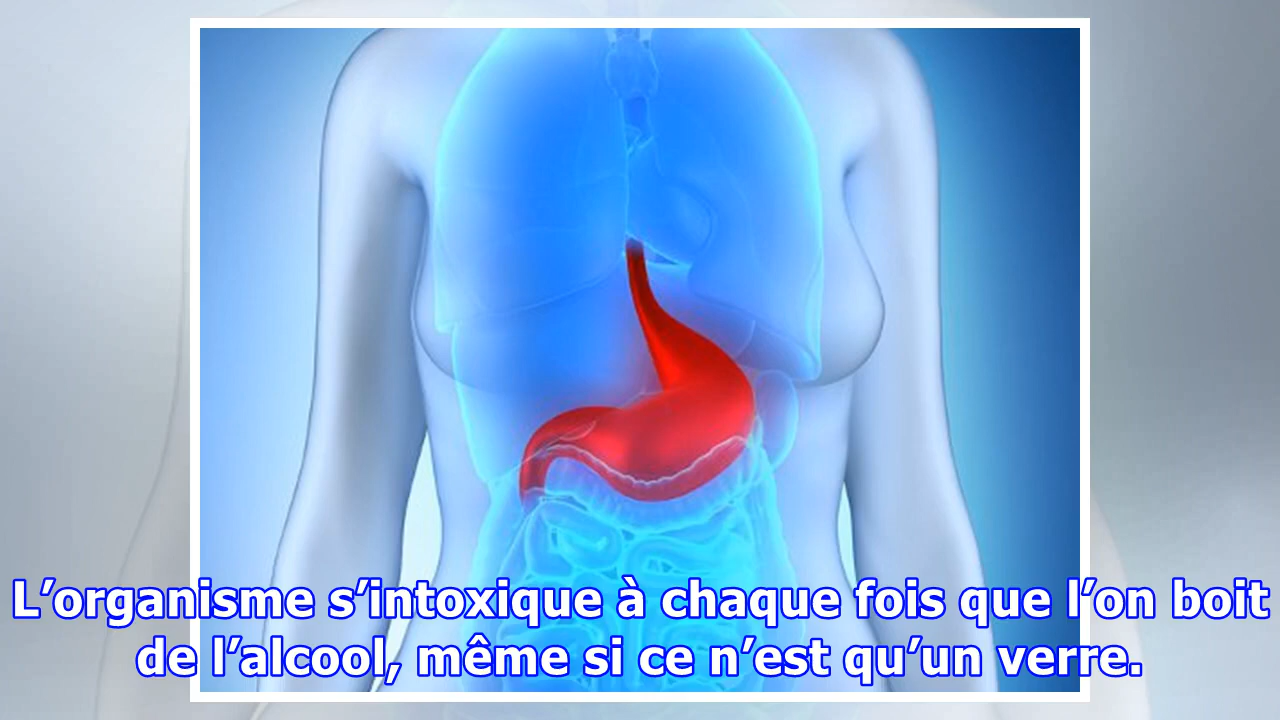 L’organisme s’intoxique à chaque fois que l’on boit
de l’alcool, même si ce n’est qu’un verre.